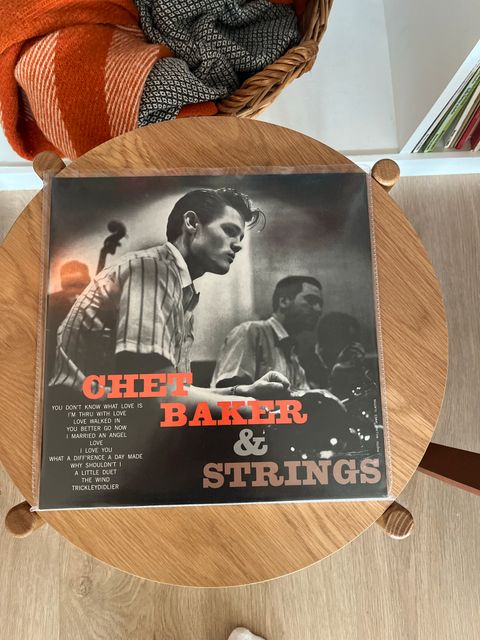 CHET
BAKER
&
STRINGS
YOU DON'T KNOW WHAT LOVE IS
I'M THRU WITH LOVE
LOVE WALKED IN
YOU BETTER GO NOW
I MARRIED AN ANGEL
LOVE
I LOVE YOU
WHAT A DIFF'RENCE A DAY MADE
WHY SHOULDN'T I
A LITTLE DUET
THE WIND
TRICKLEYDIDLIER